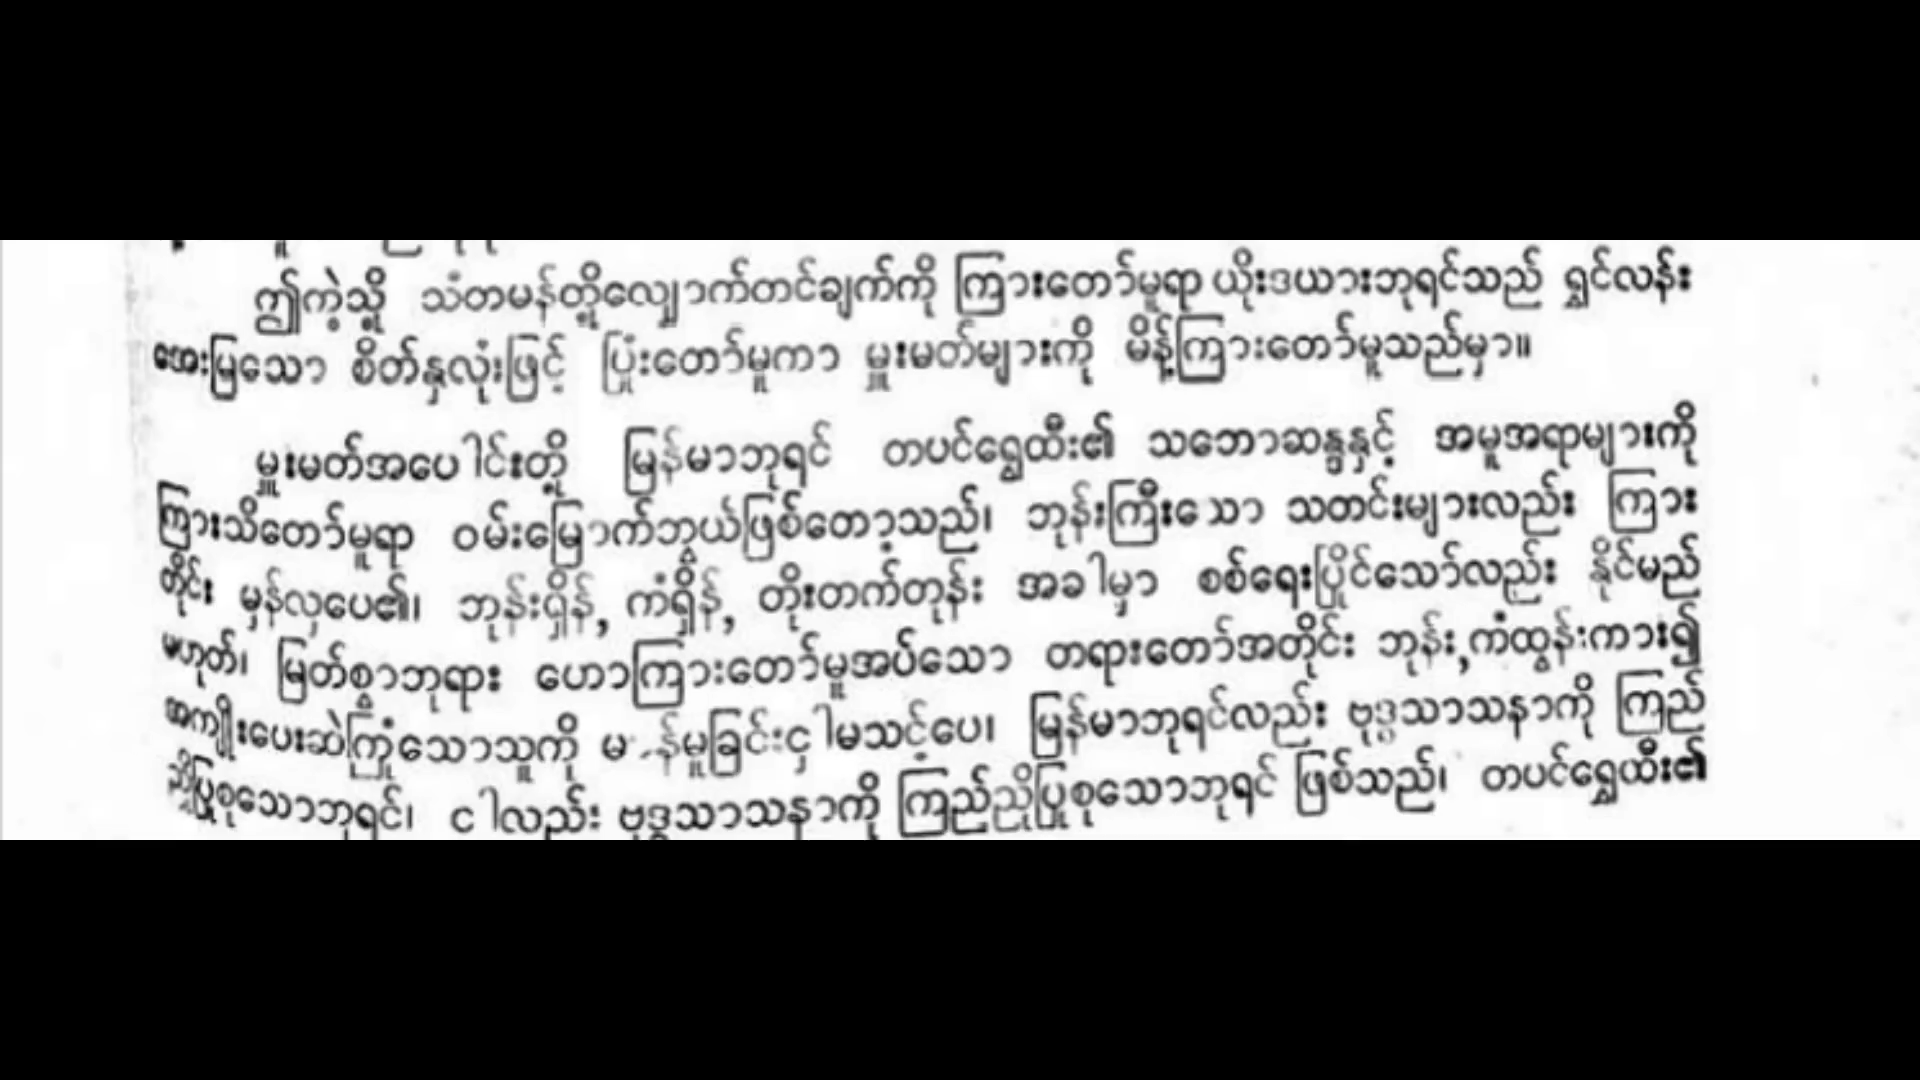 ဤကဲ့သို့ သံတမန်တို့လျှောက်တင်ချက်ကို ကြားတော်မူရာ ယိုးဒယားဘုရင်သည် ရွှင်လန်း
အေးမြသော စိတ်နှလုံးဖြင့် ပြုံးတော်မူကာ မှူးမတ်များကို မိန့်ကြားတော်မူသည်မှာ။
မှူးမတ်အပေါင်းတို့ မြန်မာဘုရင် တပင်ရွှေထီး၏ သဘောဆန္ဒနှင့် အမူအရာများကို
ကြားသိတော်မူရာ ဝမ်းမြောက်ဘွယ်ဖြစ်တော့သည်၊ ဘုန်းကြီးသော သတင်းများလည်း ကြား
တိုင်း မှန်လှပေ၏၊ ဘုန်းရှိန်, ကံရှိန်, တိုးတက်တုန်း အခါမှာ စစ်ရေးပြိုင်သော်လည်း နိုင်မည်
မဟုတ်၊ မြတ်စွာဘုရား ဟောကြားတော်မူအပ်သော တရားတော်အတိုင်း ဘုန်း,ကံထွန်းကား၍
အကျိုးပေးဆဲကြုံသောသူကို မှုခြင်းငှါမသင့်ပေ၊ မြန်မာဘုရင်လည်း ဗုဒ္ဓသာသနာကို ကြည်
ညိုပြုစုသောဘုရင်၊ ငါလည်း ဗုဒ္ဓသာသနာကို ကြည်ညိုပြုစုသောဘုရင် ဖြစ်သည်၊ တပင်ရွှေထီး၏